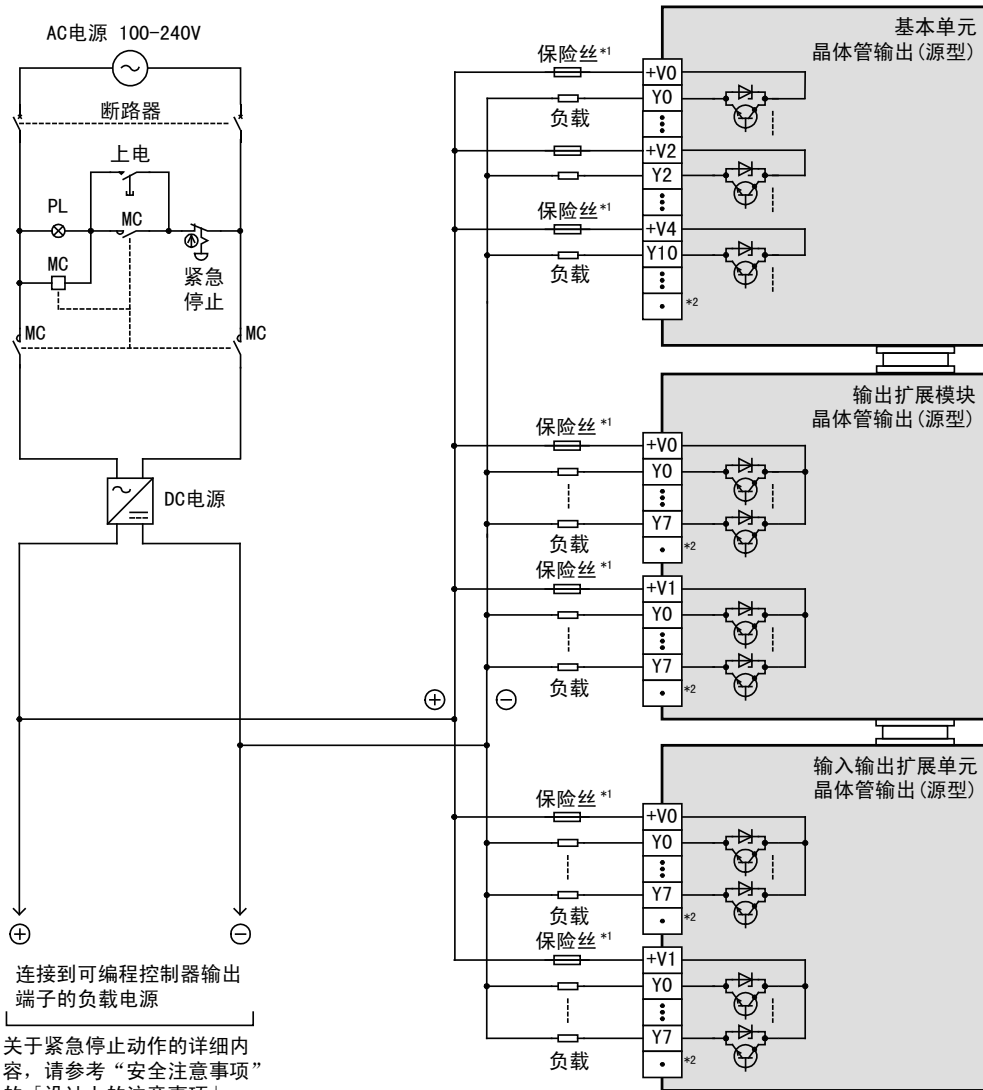 AC电源 100-240V
断路器
上电
PL
MC
MC
紧急
停止
MC
MC
DC电源
⊕
⊖
连接到可编程控制器输出
端子的负载电源
关于紧急停止动作的详细内
容，请参考“安全注意事项”
⊕
⊖
基本单元
晶体管输出(源型)
保险丝*1
+V0
Y0
负载
+V2
Y2
保险丝*1
+V4
Y10
负载
*2
输出扩展模块
晶体管输出(源型)
保险丝*1
+V0
Y0
Y7
负载
*2
保险丝*1
+V1
Y0
Y7
负载
*2
输入输出扩展单元
晶体管输出(源型)
保险丝*1
+V0
Y0
Y7
负载
*2
保险丝*1
+V1
Y0
Y7
负载
*2